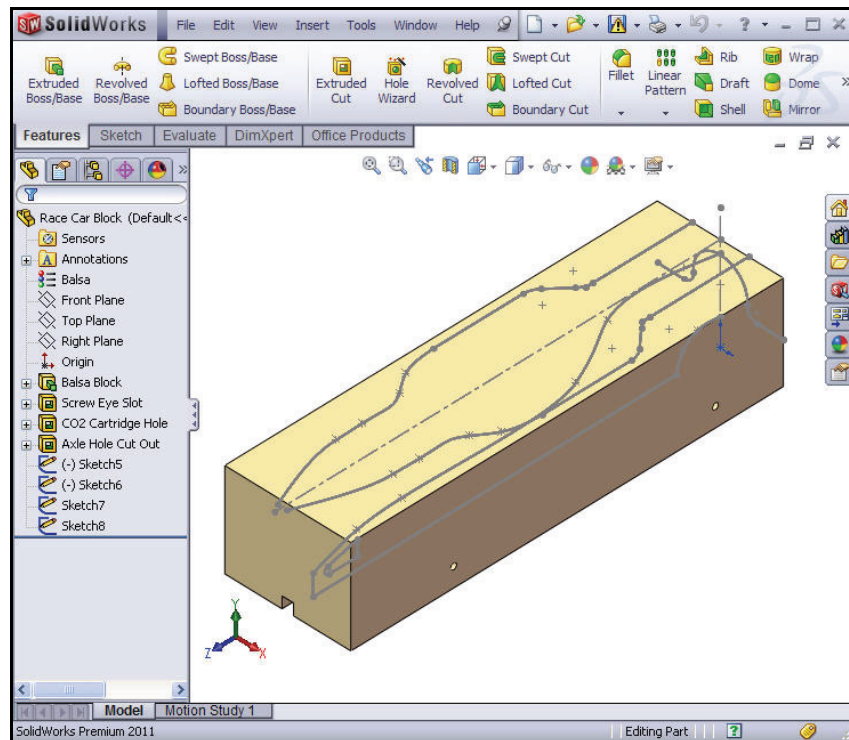 SolidWorks File Edit View Insert Tools Window Help
Extruded Boss/Base
Revolved Boss/Base
Swept Boss/Base
Lofted Boss/Base
Boundary Boss/Base
Extruded Cut
Hole Wizard
Revolved Cut
Swept Cut
Lofted Cut
Boundary Cut
Fillet
Linear Pattern
Rib
Draft
Shell
Wrap
Dome
Mirror
Features Sketch Evaluate DimXpert Office Products
Race Car Block (Default<<
Sensors
Annotations
Balsa
Front Plane
Top Plane
Right Plane
Origin
Balsa Block
Screw Eye Slot
CO2 Cartridge Hole
Axle Hole Cut Out
(-) Sketch5
(-) Sketch6
Sketch7
Sketch8
Y
Z
X
Model Motion Study 1
SolidWorks Premium 2011 Editing Part